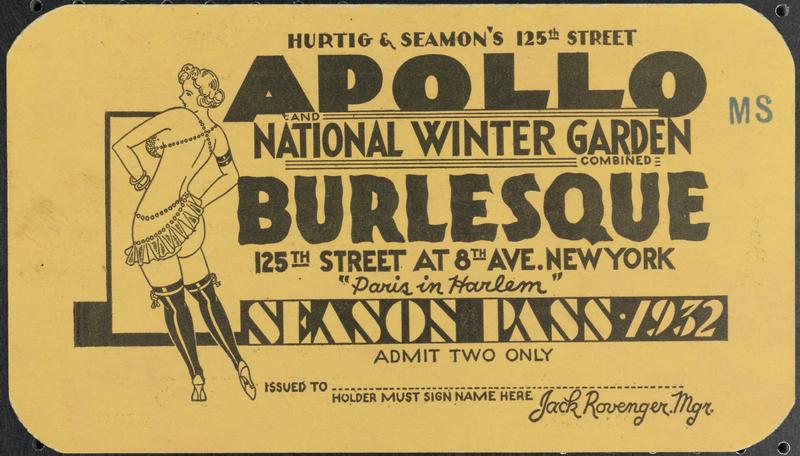 HURTIG & SEAMON'S 125th STREET
APOLLO
MS
AND
NATIONAL WINTER GARDEN
COMBINED
BURLESQUE
125TH STREET AT 8TH AVE. NEW YORK
"Paris in Harlem"
SEASON PASS · 1932
ADMIT TWO ONLY
ISSUED TO
HOLDER MUST SIGN NAME HERE
Jack Rovenger. Mgr.